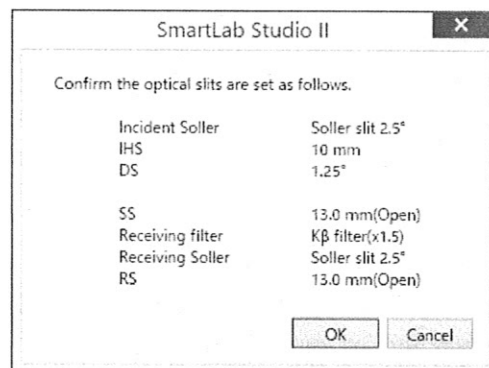 SmartLab Studio II
Confirm the optical slits are set as follows.
Incident Soller Soller slit 2.5°
IHS 10 mm
DS 1.25°
SS 13.0 mm(Open)
Receiving filter Kβ filter(x1.5)
Receiving Soller Soller slit 2.5°
RS 13.0 mm(Open)
OK Cancel